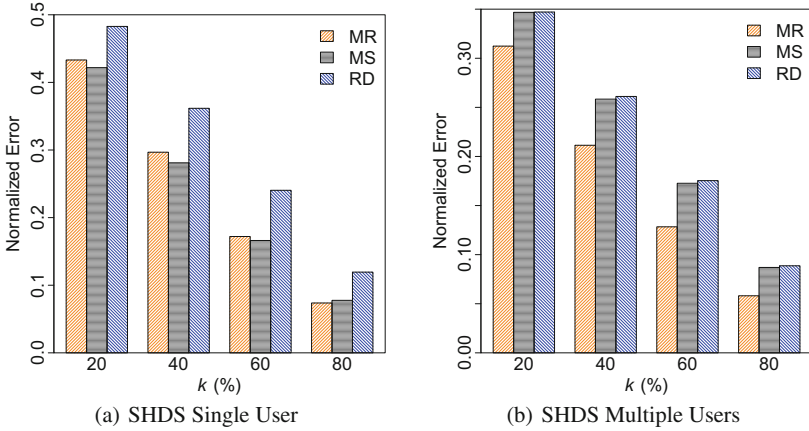 0.5
0.4
0.3
0.2
0.1
0.0
Normalized Error
MR
MS
RD
20 40 60 80
k (%)
(a) SHDS Single User
0.30
0.20
0.10
0.00
Normalized Error
MR
MS
RD
20 40 60 80
k (%)
(b) SHDS Multiple Users